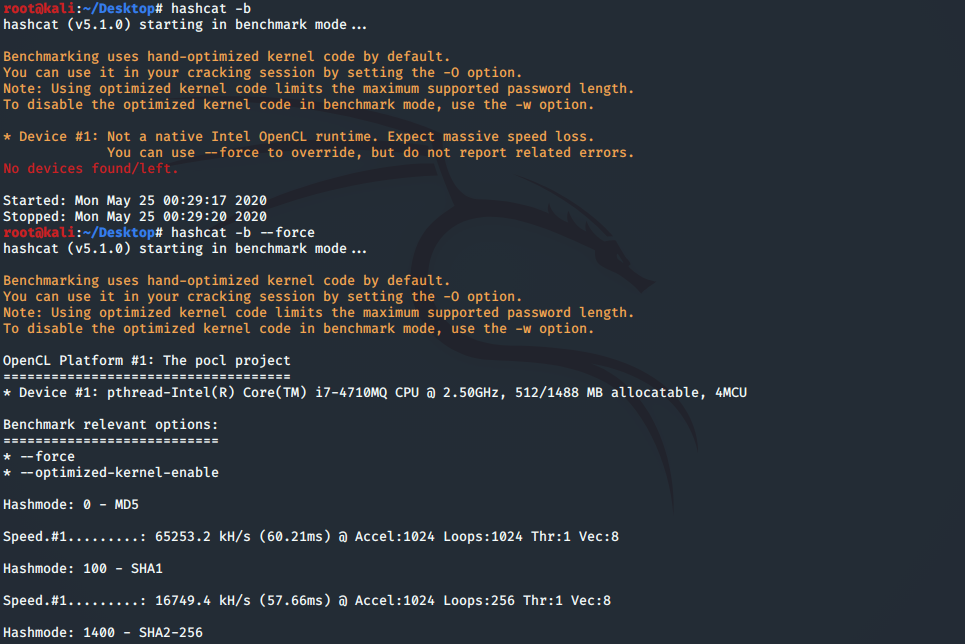 root@kali:~/Desktop# hashcat -b
hashcat (v5.1.0) starting in benchmark mode...
Benchmarking uses hand-optimized kernel code by default.
You can use it in your cracking session by setting the -O option.
Note: Using optimized kernel code limits the maximum supported password length.
To disable the optimized kernel code in benchmark mode, use the -w option.
* Device #1: Not a native Intel OpenCL runtime. Expect massive speed loss.
You can use --force to override, but do not report related errors.
No devices found/left.
Started: Mon May 25 00:29:17 2020
Stopped: Mon May 25 00:29:20 2020
root@kali:~/Desktop# hashcat -b --force
hashcat (v5.1.0) starting in benchmark mode...
Benchmarking uses hand-optimized kernel code by default.
You can use it in your cracking session by setting the -O option.
Note: Using optimized kernel code limits the maximum supported password length.
To disable the optimized kernel code in benchmark mode, use the -w option.
OpenCL Platform #1: The pocl project
====================================
* Device #1: pthread-Intel(R) Core(TM) i7-4710MQ CPU @ 2.50GHz, 512/1488 MB allocatable, 4MCU
Benchmark relevant options:
===========================
* --force
* --optimized-kernel-enable
Hashmode: 0 - MD5
Speed.#1.........: 65253.2 kH/s (60.21ms) @ Accel:1024 Loops:1024 Thr:1 Vec:8
Hashmode: 100 - SHA1
Speed.#1.........: 16749.4 kH/s (57.66ms) @ Accel:1024 Loops:256 Thr:1 Vec:8
Hashmode: 1400 - SHA2-256